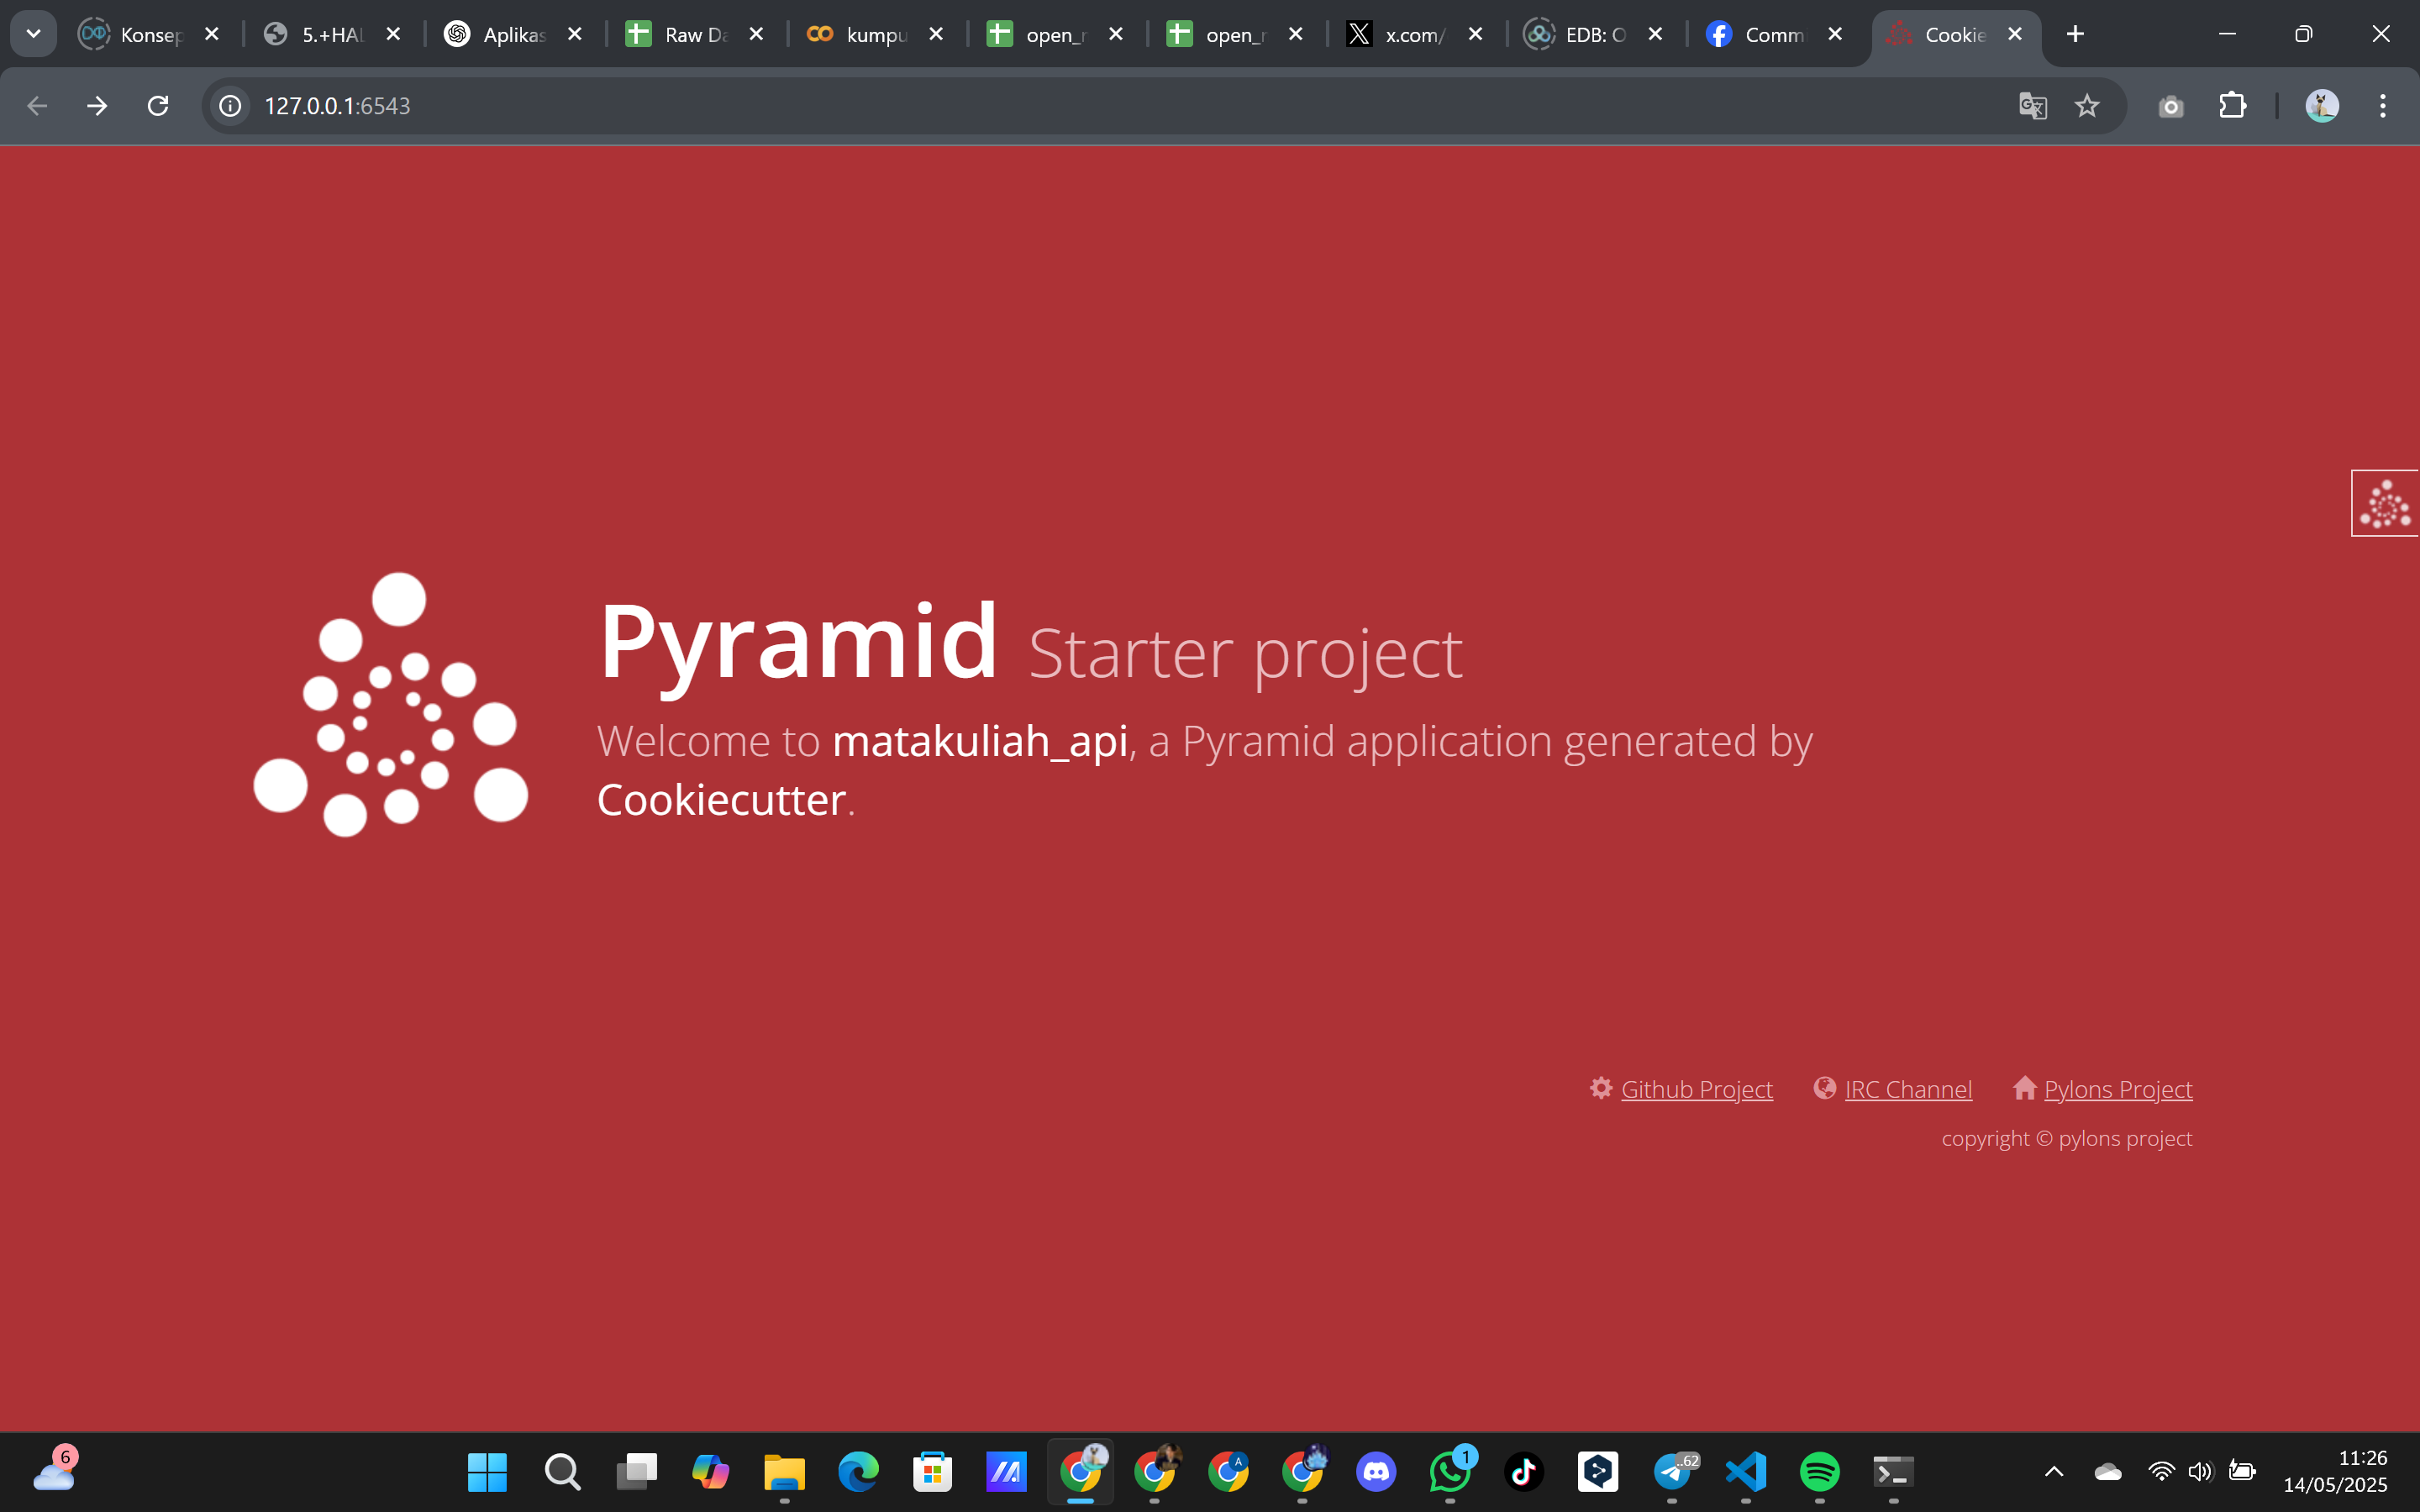 Konsep
5.+HAL
Aplikas
Raw Da
kumpu
open_r
open_r
x.com/
EDB: O
Comm
Cookie
127.0.0.1:6543
Pyramid Starter project
Welcome to matakuliah_api, a Pyramid application generated by
Cookiecutter.
Github Project IRC Channel Pylons Project
copyright © pylons project
6
A
1
..62
11:26
14/05/2025